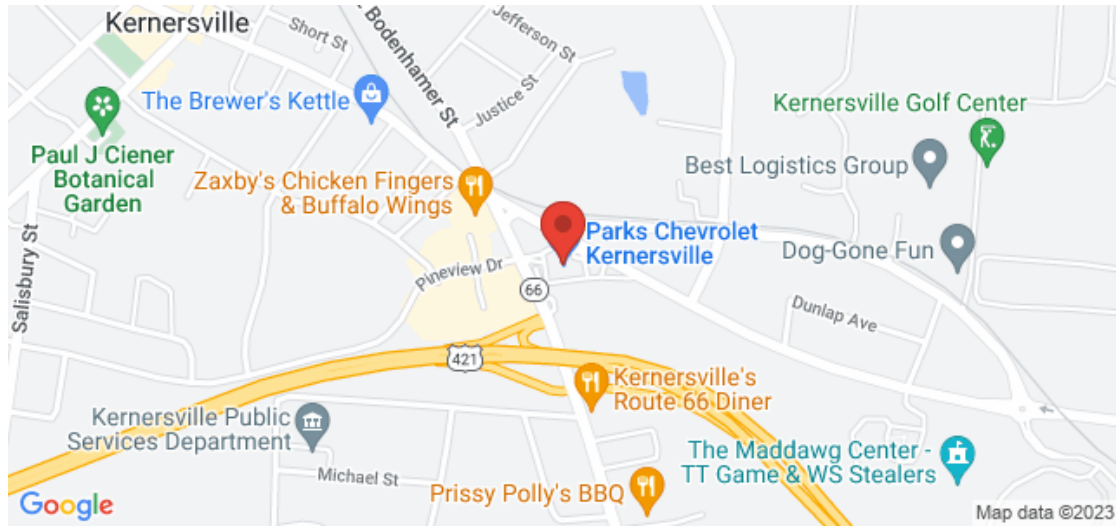 Kernersville
Short St
Bodenhamer St
Jefferson St
Justice St
The Brewer's Kettle
Kernersville Golf Center
Paul J Ciener
Botanical
Garden
Zaxby's Chicken Fingers
& Buffalo Wings
Best Logistics Group
Parks Chevrolet
Kernersville
Dog-Gone Fun
Salisbury St
Pineview Dr
66
Dunlap Ave
421
Kernersville's
Route 66 Diner
Kernersville Public
Services Department
Michael St
The Maddawg Center -
TT Game & WS Stealers
Prissy Polly's BBQ
Google
Map data ©2023